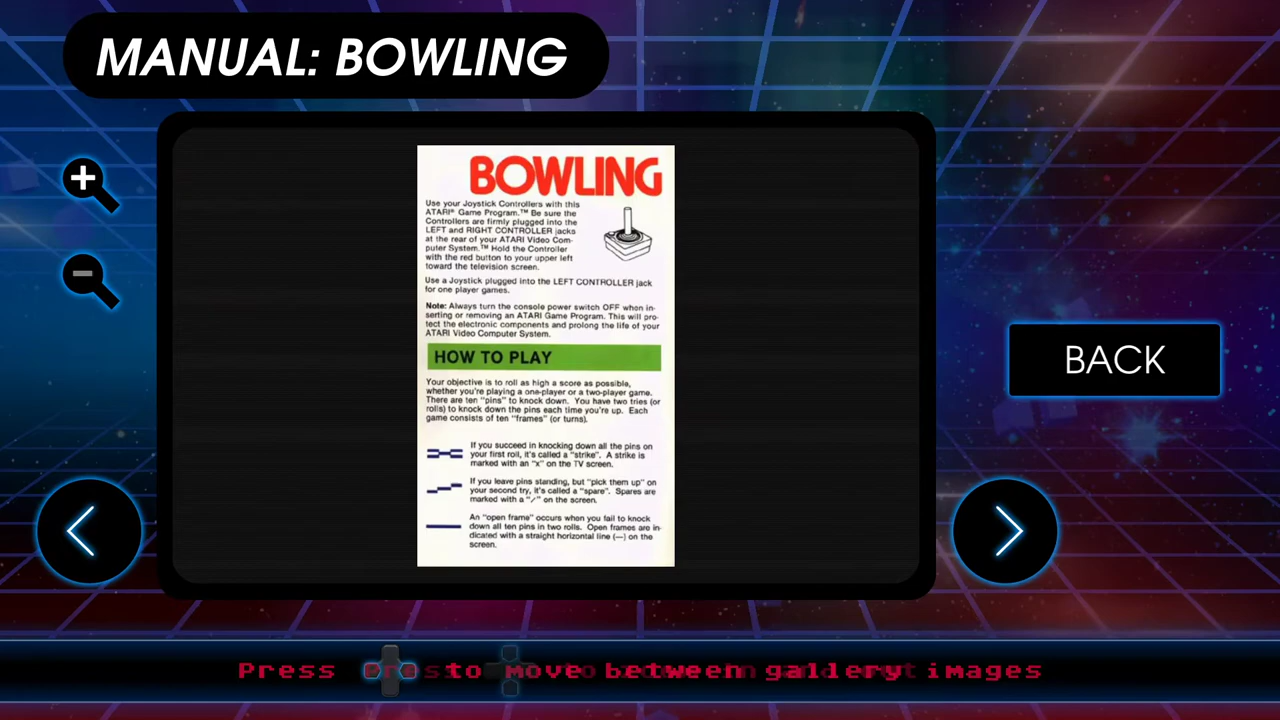 MANUAL: BOWLING
BOWLING
Use your Joystick Controllers with this
ATARI® Game Program.™ Be sure the
Controllers are firmly plugged into the
LEFT and RIGHT CONTROLLER jacks
at the rear of your ATARI Video Com-
puter System.™ Hold the Controller
with the red button to your upper left
toward the television screen.
Use a Joystick plugged into the LEFT CONTROLLER jack
for one player games.
Note: Always turn the console power switch OFF when in-
serting or removing an ATARI Game Program. This will pro-
tect the electronic components and prolong the life of your
ATARI Video Computer System.
HOW TO PLAY
Your objective is to roll as high a score as possible,
whether you're playing a one-player or a two-player game.
There are ten "pins" to knock down. You have two tries (or
rolls) to knock down the pins each time you're up. Each
game consists of ten "frames" (or turns).
If you succeed in knocking down all the pins on
your first roll, it's called a "strike". A strike is
marked with an "x" on the TV screen.
If you leave pins standing, but "pick them up" on
your second try, it's called a "spare". Spares are
marked with a "/" on the screen.
An "open frame" occurs when you fail to knock
down all ten pins in two rolls. Open frames are in-
dicated with a straight horizontal line (—) on the
screen.
BACK
Press to move between gallery images